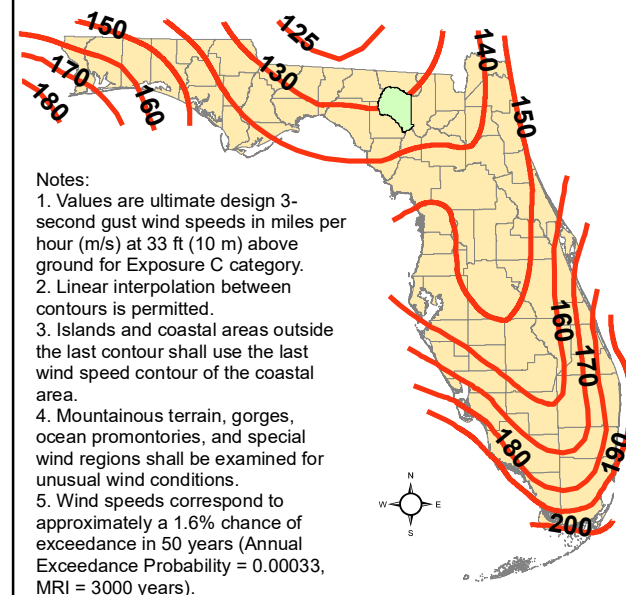 150
170
180
160
125
130
140
150
Notes:
1. Values are ultimate design 3-
second gust wind speeds in miles per
hour (m/s) at 33 ft (10 m) above
ground for Exposure C category.
2. Linear interpolation between
contours is permitted.
3. Islands and coastal areas outside
the last contour shall use the last
wind speed contour of the coastal
area.
4. Mountainous terrain, gorges,
ocean promontories, and special
wind regions shall be examined for
unusual wind conditions.
5. Wind speeds correspond to
approximately a 1.6% chance of
exceedance in 50 years (Annual
Exceedance Probability = 0.00033,
MRI = 3000 years).
160
170
180
190
200
N
W E
S